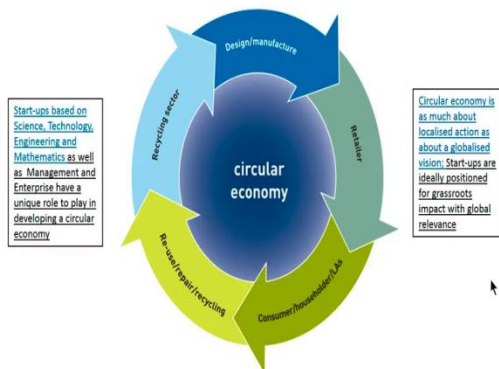 Design/manufacture
Retailer
Consumer/householder/LAs
Re-use/repair/recycling
Recycling sector
circular
economy
Start-ups based on
Science, Technology,
Engineering and
Mathematics as well
as Management and
Enterprise have a
unique role to play in
developing a circular
economy
Circular economy is
as much about
localised action as
about a globalised
vision; Start-ups are
ideally positioned
for grassroots
impact with global
relevance